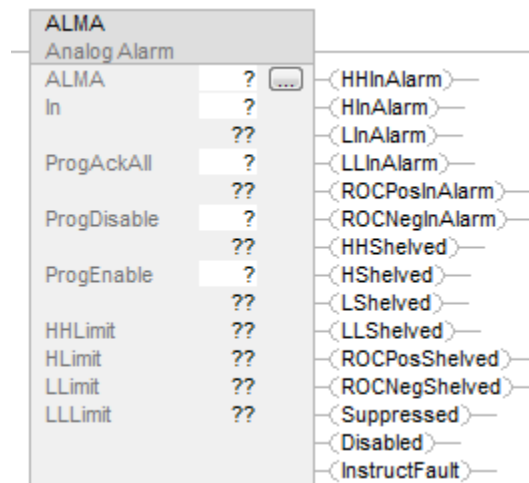 ALMA
Analog Alarm
ALMA ? ... (HHInAlarm)
In ? (HInAlarm)
?? (LInAlarm)
ProgAckAll ? (LLInAlarm)
?? (ROCPosInAlarm)
ProgDisable ? (ROCNegInAlarm)
?? (HHShelved)
ProgEnable ? (HShelved)
?? (LShelved)
HHLimit ?? (LLShelved)
HLimit ?? (ROCPosShelved)
LLimit ?? (ROCNegShelved)
LLLimit ?? (Suppressed)
(Disabled)
(InstructFault)